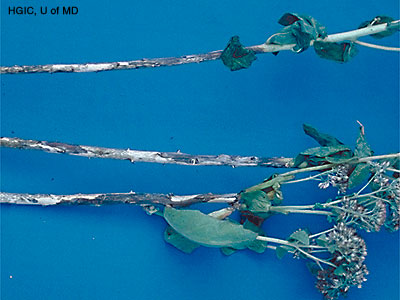 HGIC, U of MD